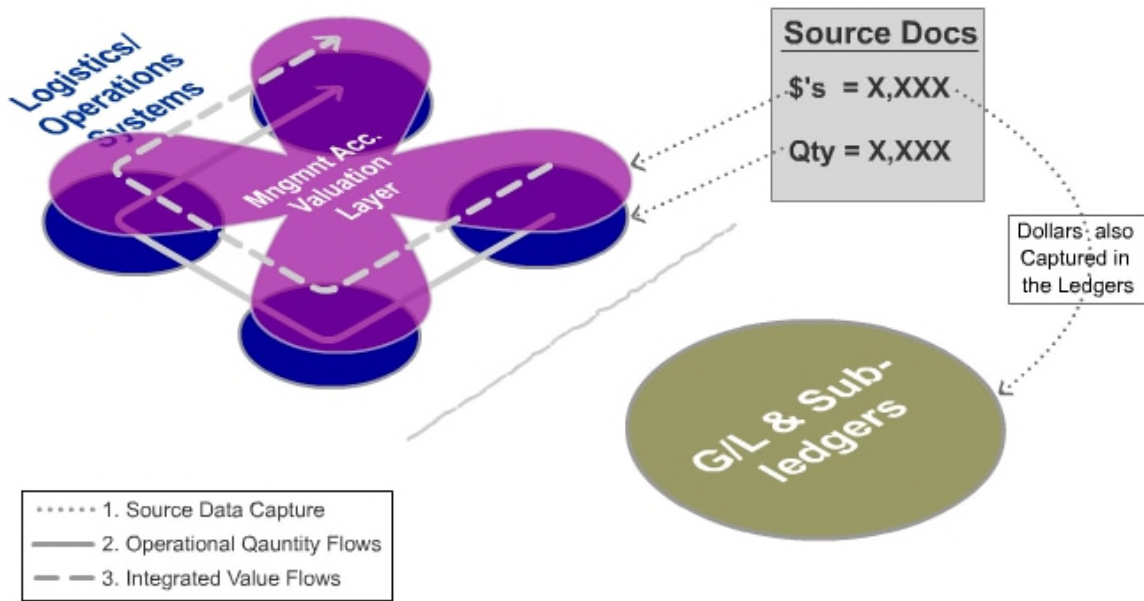 Logistics/
Operations
Systems
Mngmnt Acc.
Valuation
Layer
Source Docs
$'s = X,XXX
Qty = X,XXX
Dollars also
Captured in
the Ledgers
G/L & Sub-
ledgers
1. Source Data Capture
2. Operational Qauntity Flows
3. Integrated Value Flows